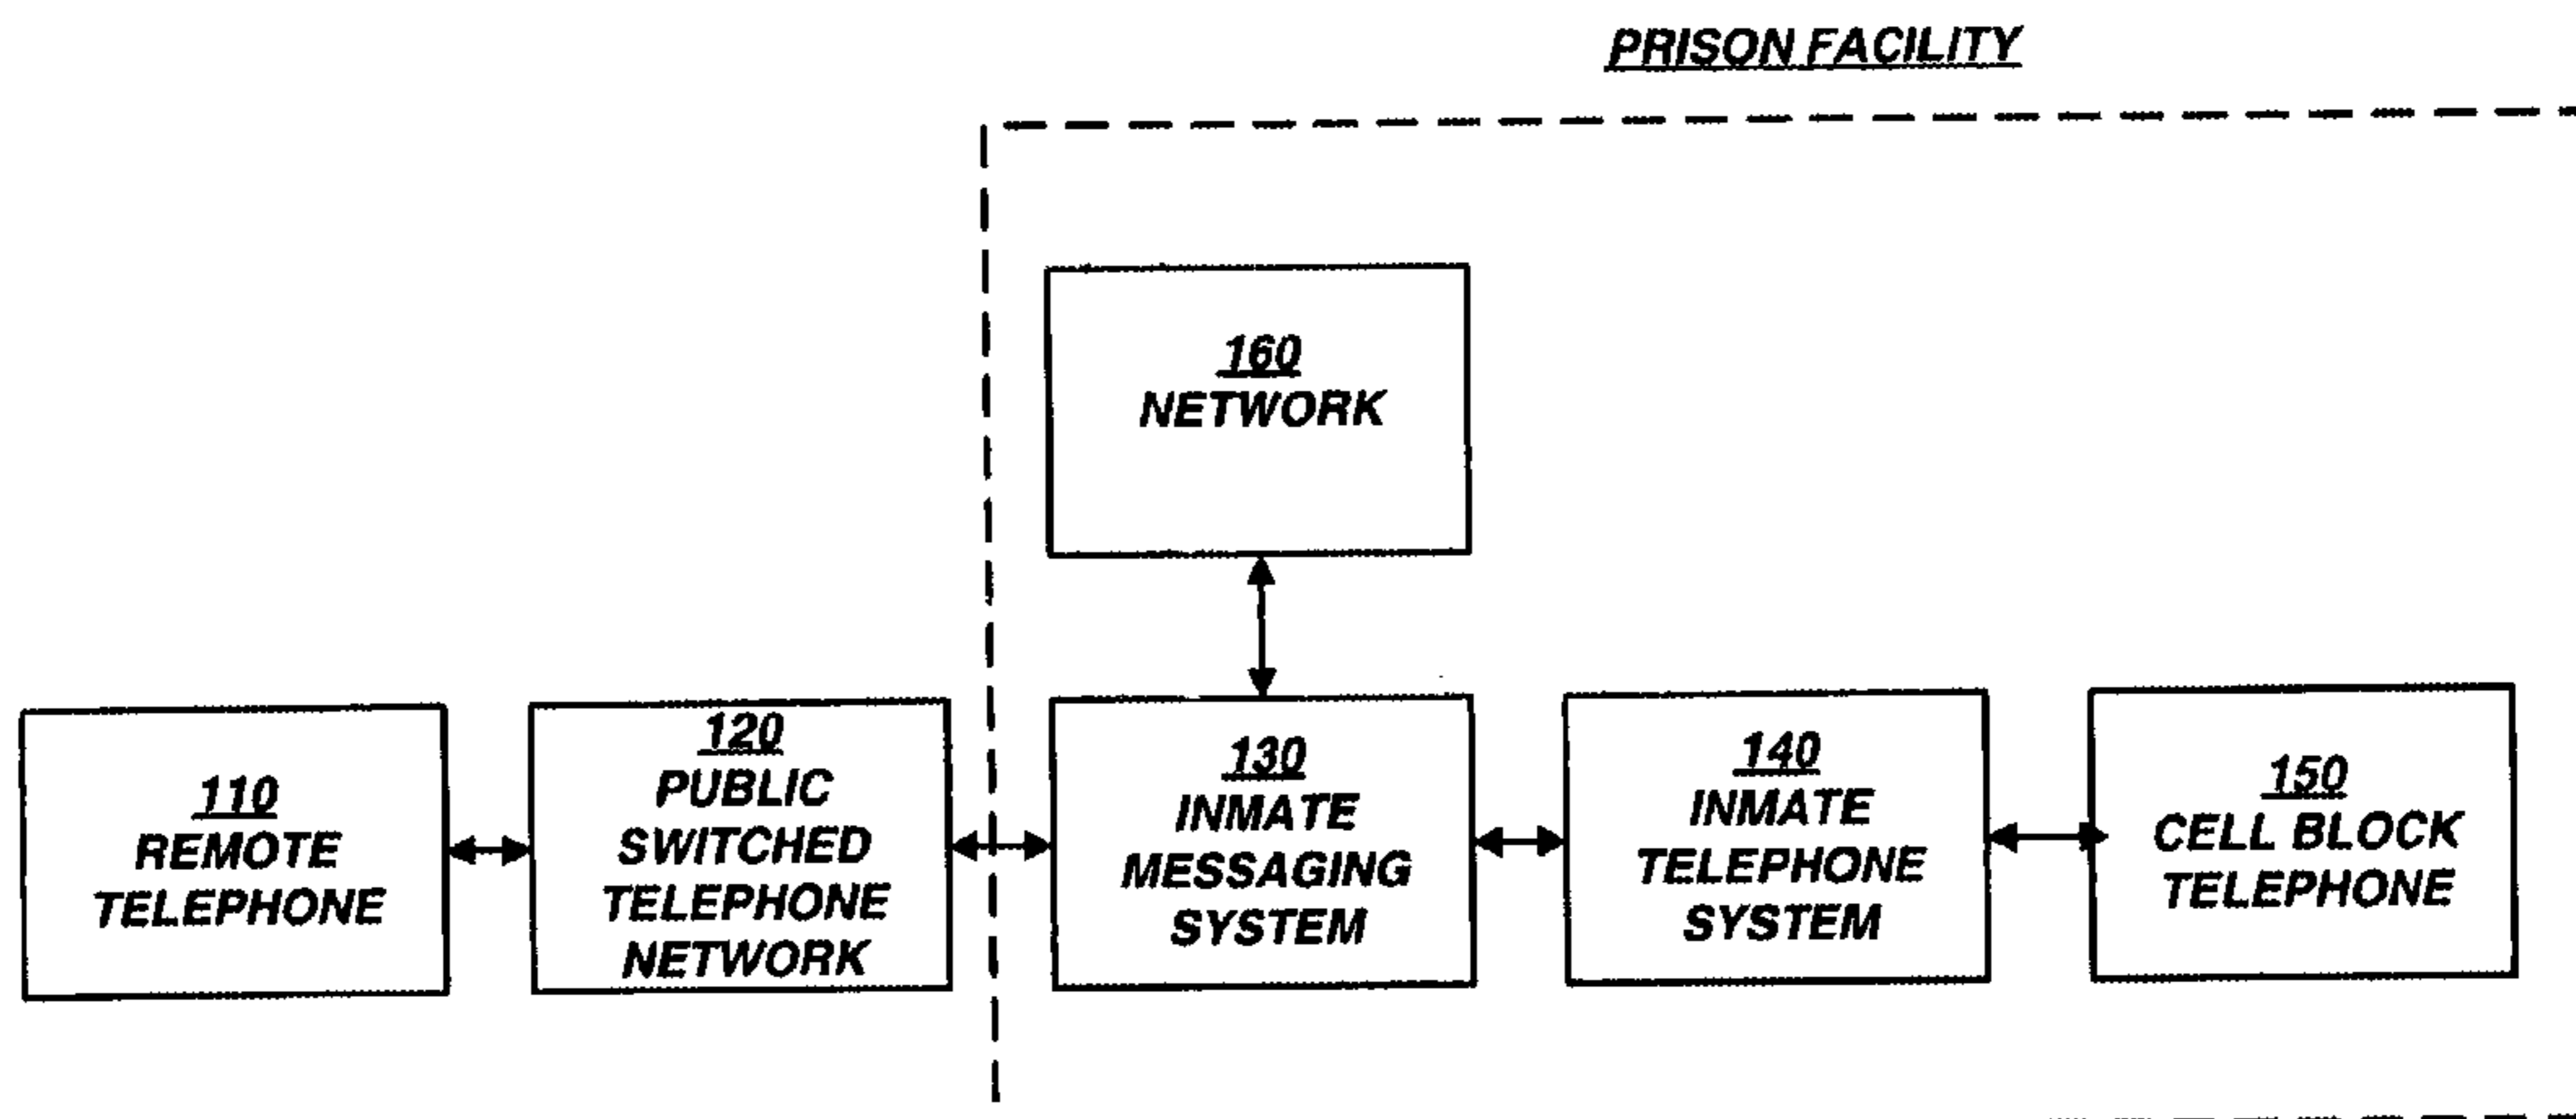 PRISON FACILITY
160
NETWORK
110
REMOTE
TELEPHONE
120
PUBLIC
SWITCHED
TELEPHONE
NETWORK
130
INMATE
MESSAGING
SYSTEM
140
INMATE
TELEPHONE
SYSTEM
150
CELL BLOCK
TELEPHONE